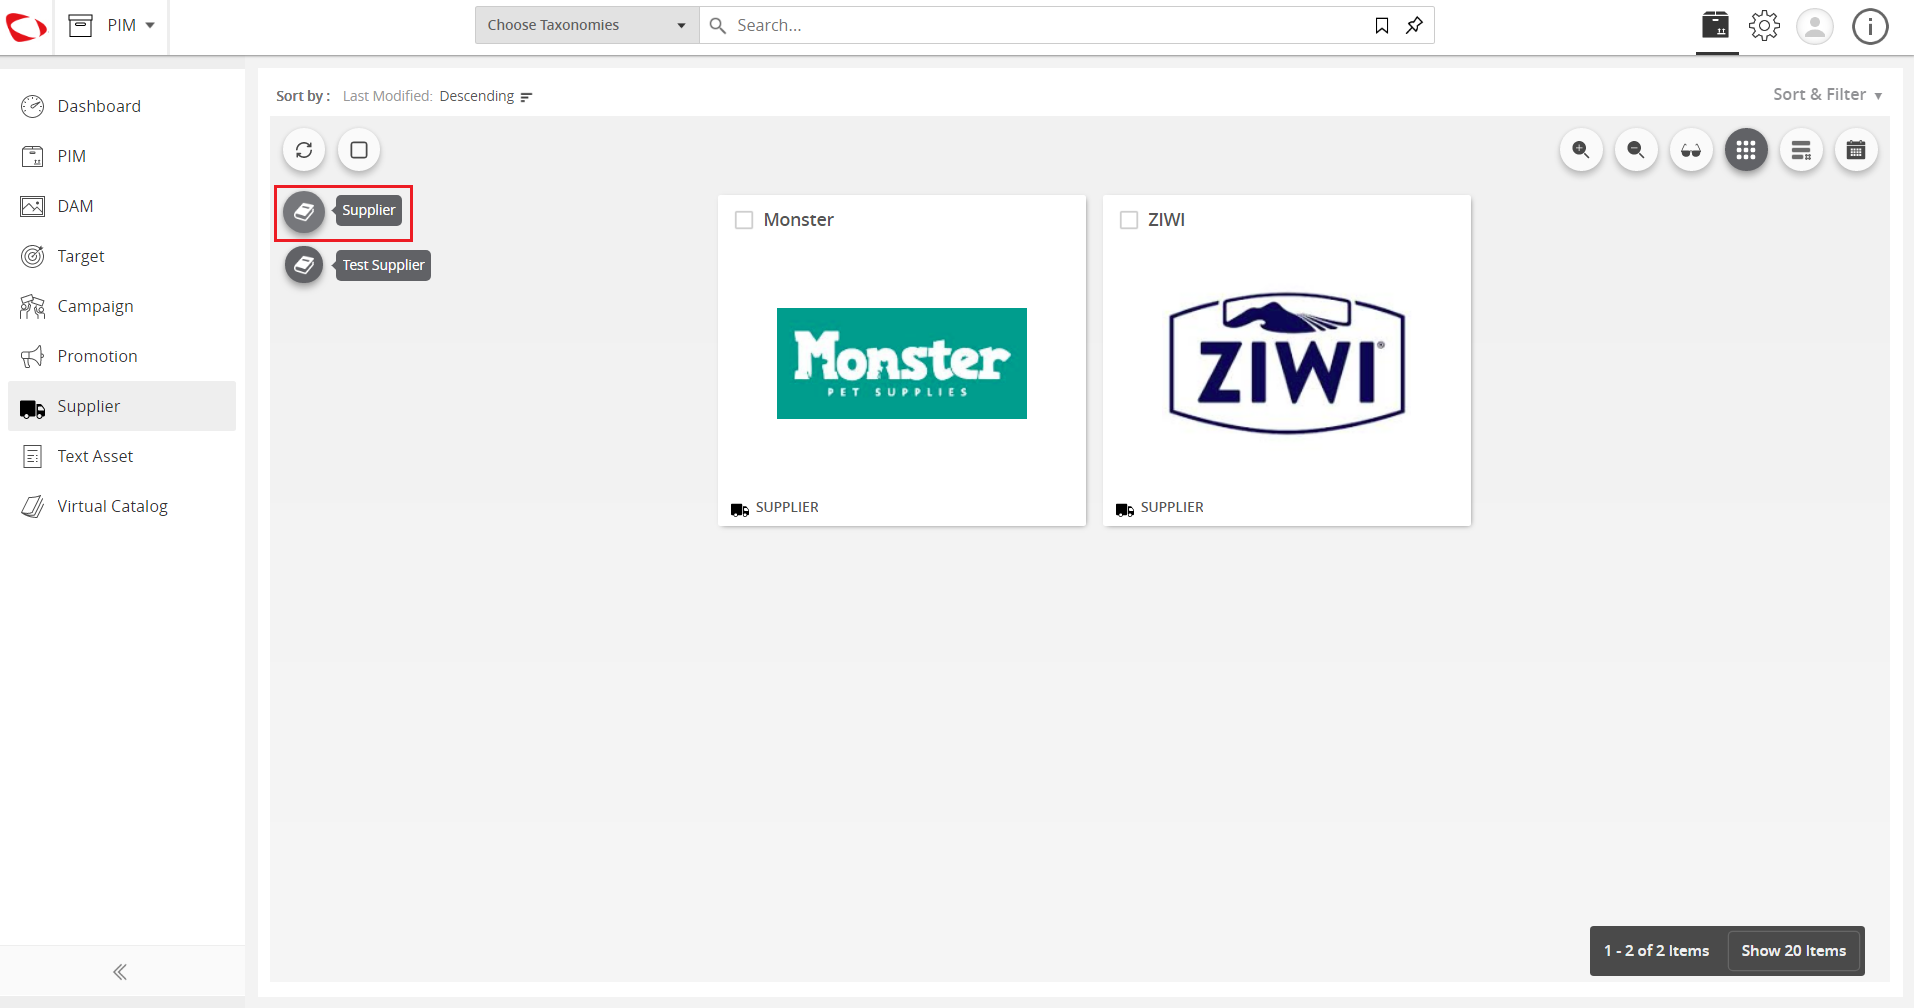 PIM
Choose Taxonomies
Search...
Dashboard
PIM
DAM
Target
Campaign
Promotion
Supplier
Text Asset
Virtual Catalog
Sort by : Last Modified: Descending
Sort & Filter
Supplier
Test Supplier
Monster
Monster
PET SUPPLIES
SUPPLIER
ZIWI
ZIWI®
SUPPLIER
1 - 2 of 2 Items
Show 20 Items